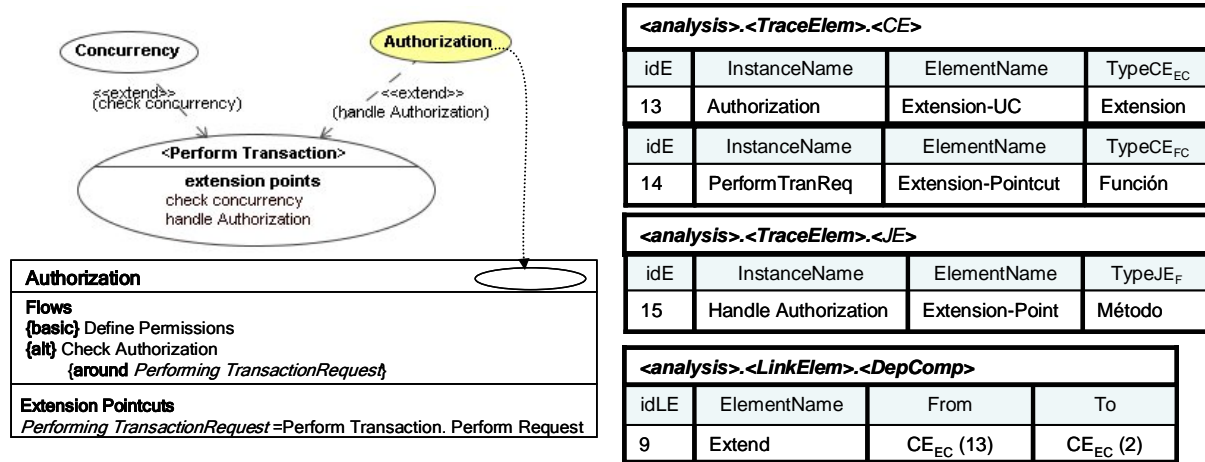 Concurrency
Authorization
<<extend>>
(check concurrency)
<<extend>>
(handle Authorization)
<Perform Transaction>
extension points
check concurrency
handle Authorization
Authorization
Flows
{basic} Define Permissions
{alt} Check Authorization
{around Performing TransactionRequest}
Extension Pointcuts
Performing TransactionRequest =Perform Transaction. Perform Request
<analysis>.<TraceElem>.<CE>
idE InstanceName ElementName TypeCE_EC
13 Authorization Extension-UC Extension
idE InstanceName ElementName TypeCE_FC
14 PerformTranReq Extension-Pointcut Función
<analysis>.<TraceElem>.<JE>
idE InstanceName ElementName TypeJE_F
15 Handle Authorization Extension-Point Método
<analysis>.<LinkElem>.<DepComp>
idLE ElementName From To
9 Extend CE_EC (13) CE_EC (2)